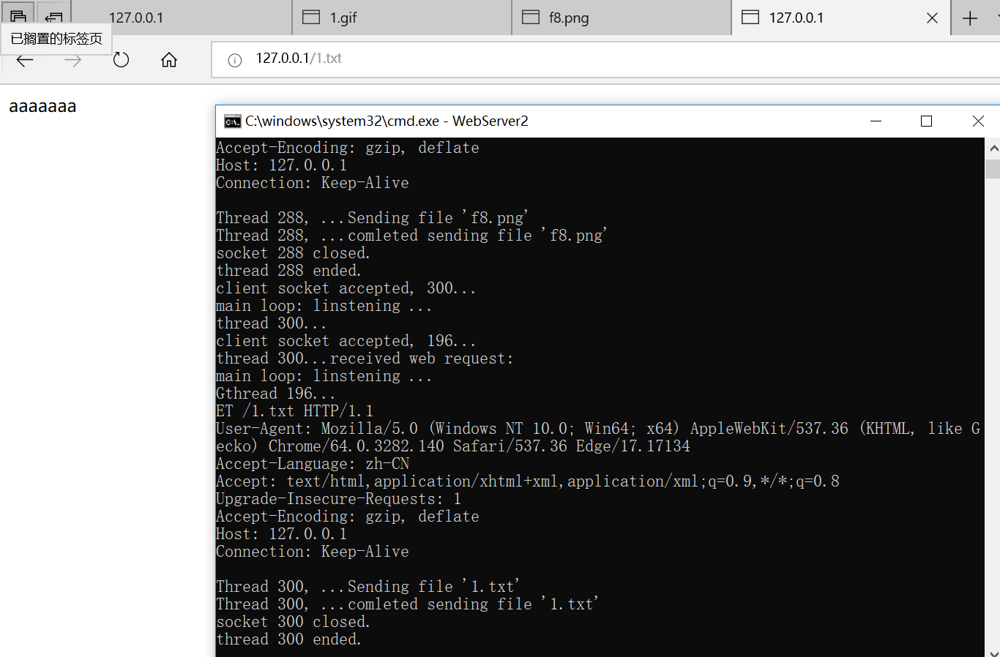 127.0.0.1
1.gif
f8.png
127.0.0.1
已搁置的标签页
127.0.0.1/1.txt
aaaaaaa
C:\windows\system32\cmd.exe - WebServer2
Accept-Encoding: gzip, deflate
Host: 127.0.0.1
Connection: Keep-Alive
Thread 288, ...Sending file 'f8.png'
Thread 288, ...comleted sending file 'f8.png'
socket 288 closed.
thread 288 ended.
client socket accepted, 300...
main loop: linstening ...
thread 300...
client socket accepted, 196...
thread 300...received web request:
main loop: linstening ...
Gthread 196...
ET /1.txt HTTP/1.1
User-Agent: Mozilla/5.0 (Windows NT 10.0; Win64; x64) AppleWebKit/537.36 (KHTML, like G
ecko) Chrome/64.0.3282.140 Safari/537.36 Edge/17.17134
Accept-Language: zh-CN
Accept: text/html,application/xhtml+xml,application/xml;q=0.9,*/*;q=0.8
Upgrade-Insecure-Requests: 1
Accept-Encoding: gzip, deflate
Host: 127.0.0.1
Connection: Keep-Alive
Thread 300, ...Sending file '1.txt'
Thread 300, ...comleted sending file '1.txt'
socket 300 closed.
thread 300 ended.